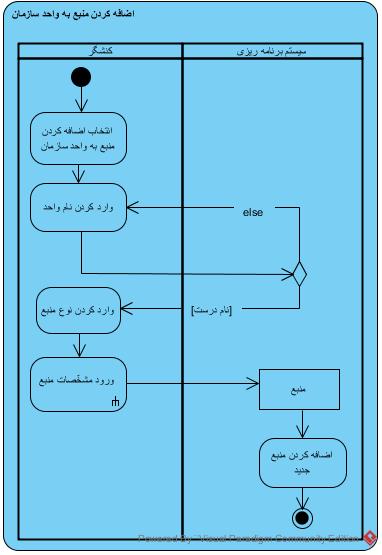 اضافه کردن منبع به واحد سازمان
کنشگر
سیستم برنامه ریزی
انتخاب اضافه کردن
منبع به واحد سازمان
وارد کردن نام واحد
else
[نام درست]
وارد کردن نوع منبع
ورود مشخصات منبع
منبع
اضافه کردن منبع
جدید
Powered By Visual Paradigm Community Edition